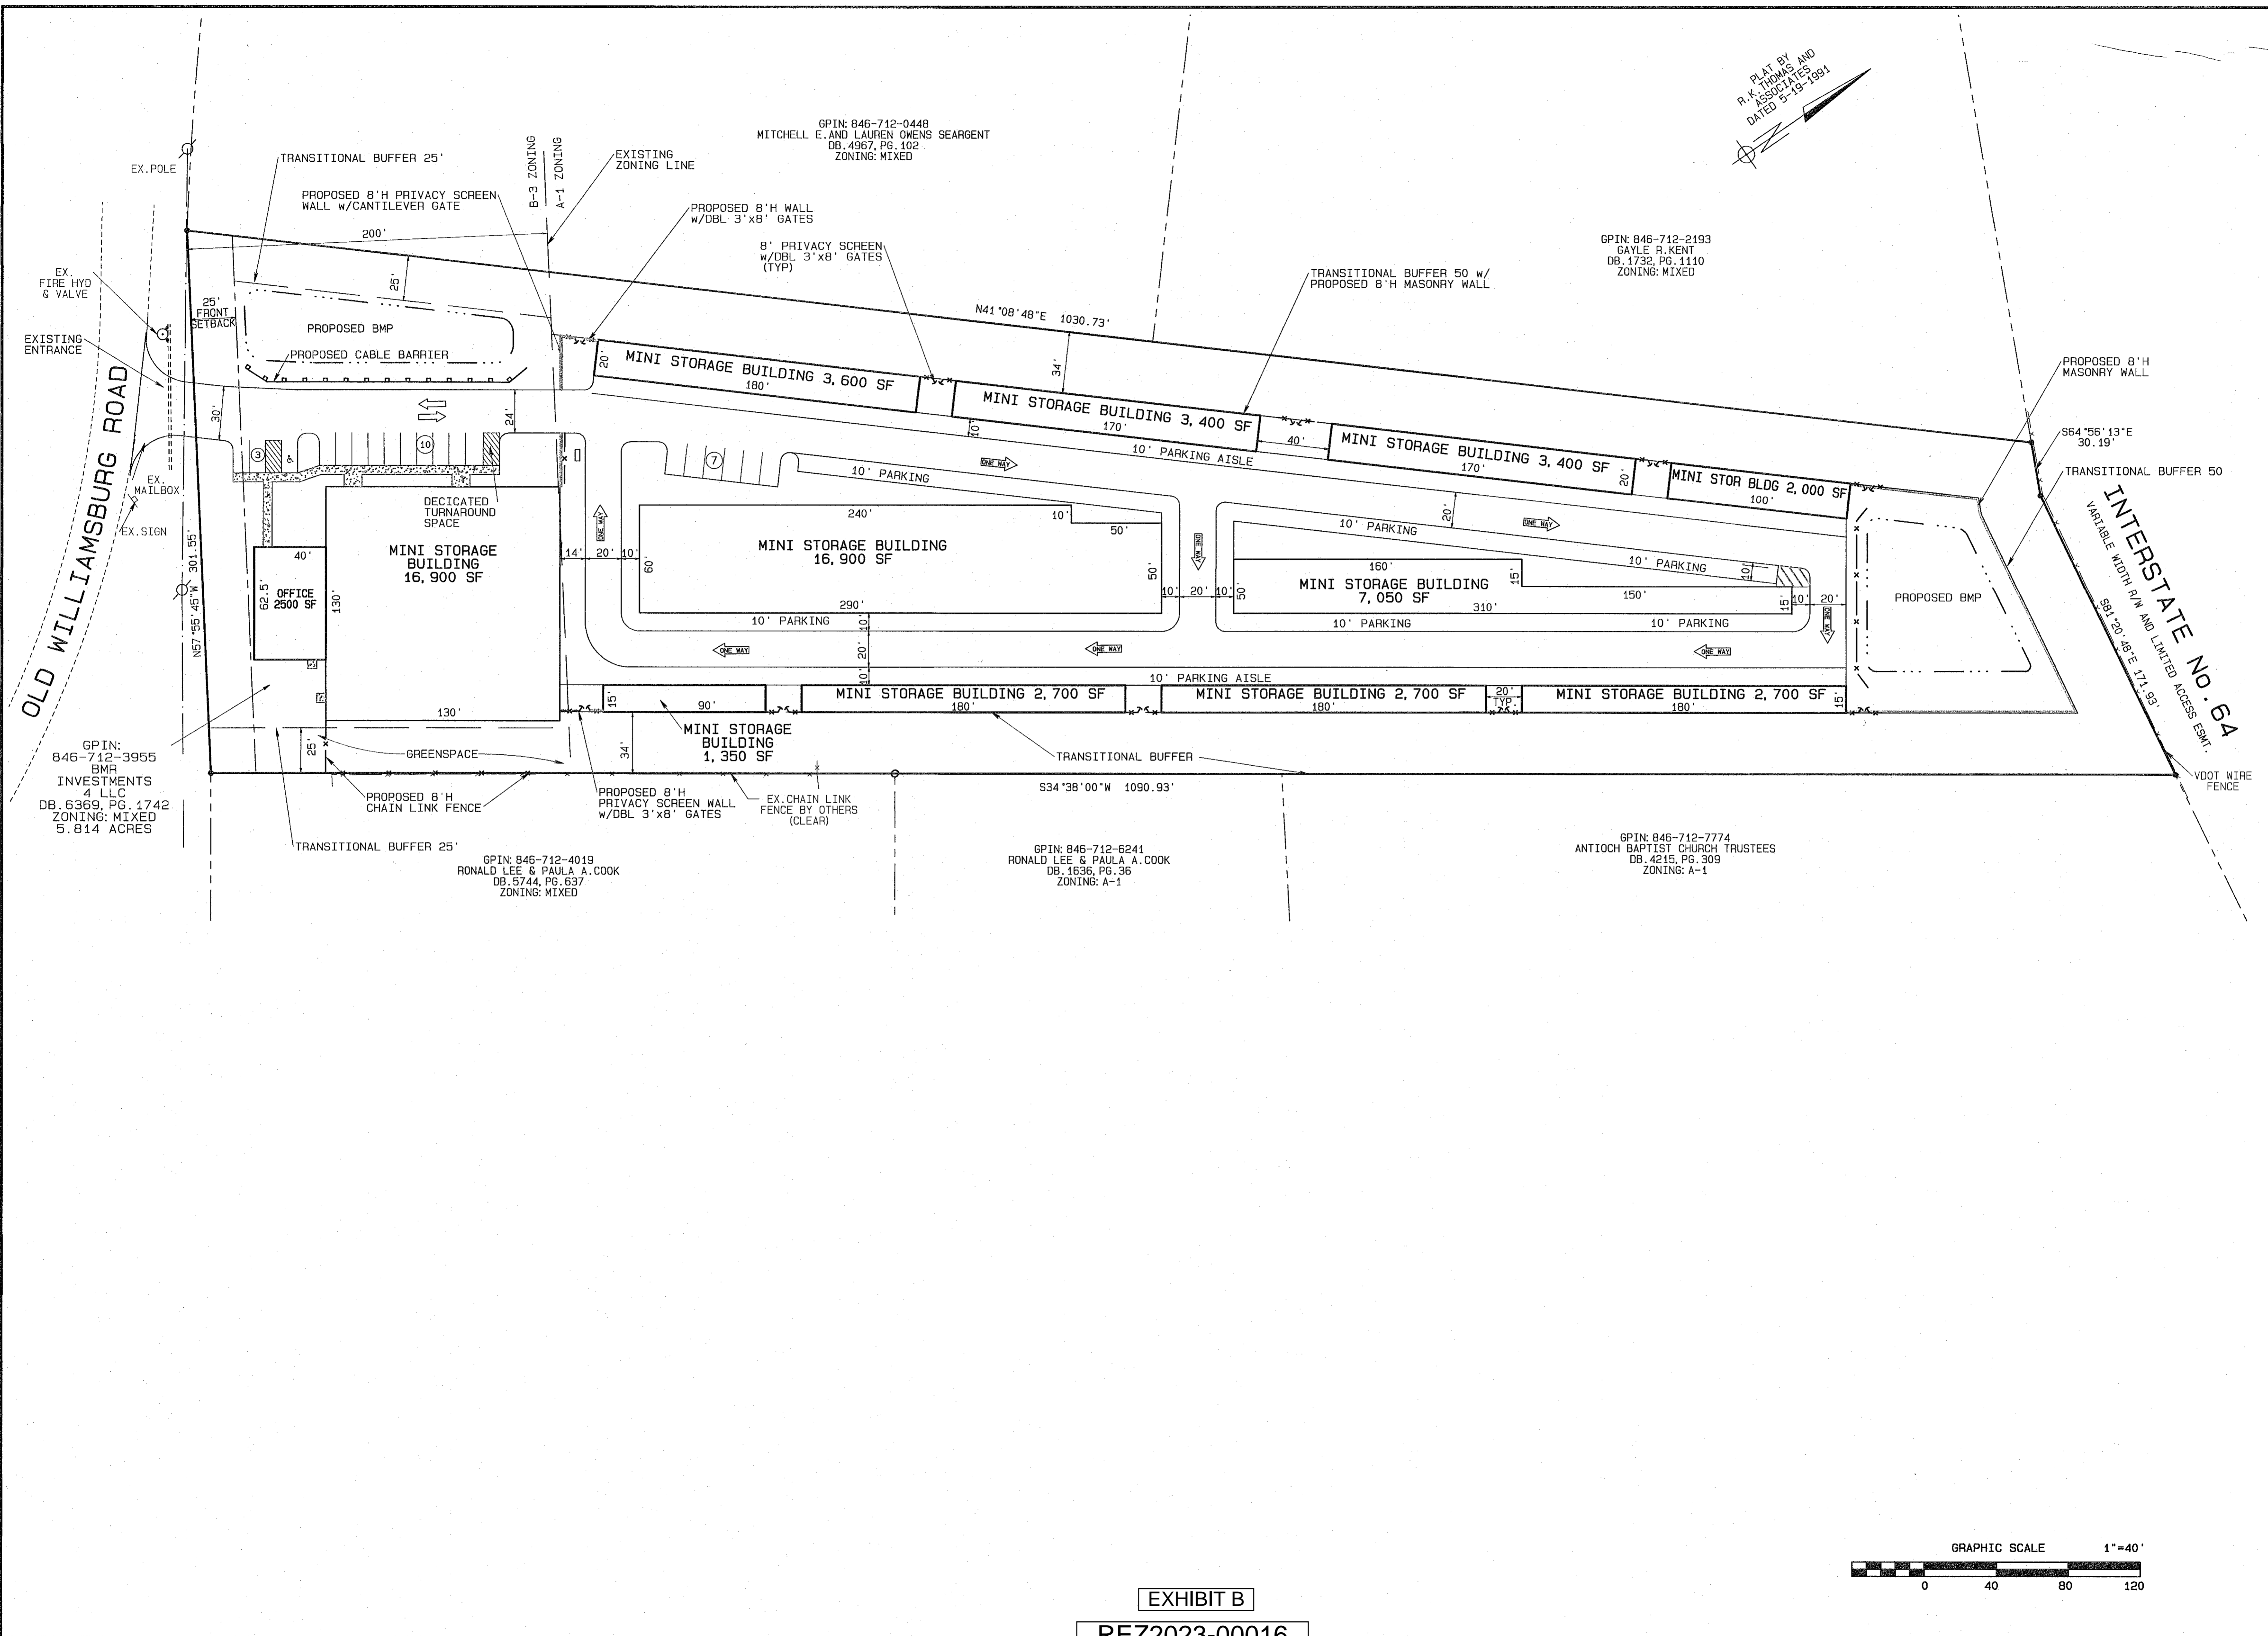 PLAT BY
R.K. THOMAS AND
ASSOCIATES
DATED 5-19-1991
N
GPIN: 846-712-0448
MITCHELL E. AND LAUREN OWENS SEARGENT
DB. 4967, PG. 102
ZONING: MIXED
EX. POLE
TRANSITIONAL BUFFER 25'
B-3 ZONING
A-1 ZONING
EXISTING
ZONING LINE
PROPOSED 8'H PRIVACY SCREEN
WALL W/CANTILEVER GATE
PROPOSED 8'H WALL
w/DBL 3'x8' GATES
8' PRIVACY SCREEN
w/DBL 3'x8' GATES
(TYP)
GPIN: 846-712-2193
GAYLE R. KENT
DB. 1732, PG. 1110
ZONING: MIXED
TRANSITIONAL BUFFER 50 w/
PROPOSED 8'H MASONRY WALL
200'
25'
EX.
FIRE HYD
& VALVE
EXISTING
ENTRANCE
25'
FRONT
SETBACK
PROPOSED BMP
PROPOSED CABLE BARRIER
N41°08'48"E 1030.73'
34'
PROPOSED 8'H
MASONRY WALL
S64°56'13"E
30.19'
TRANSITIONAL BUFFER 50
20'
MINI STORAGE BUILDING 3,600 SF
180'
MINI STORAGE BUILDING 3,400 SF
170'
40'
MINI STORAGE BUILDING 3,400 SF
170'
20'
MINI STOR BLDG 2,000 SF
100'
OLD WILLIAMSBURG ROAD
30'
24'
10'
10' PARKING AISLE
3
10
7
10' PARKING
ONE WAY
20'
10' PARKING
ONE WAY
10' PARKING
10'
EX.
MAILBOX
EX. SIGN
DECICATED
TURNAROUND
SPACE
MINI STORAGE
BUILDING
16,900 SF
130'
130'
40'
62.5'
OFFICE
2500 SF
N57°55'45"W 301.55'
ONE WAY
14'
20'
10'
60'
240'
10'
50'
MINI STORAGE BUILDING
16,900 SF
50'
290'
10' PARKING
10'
ONE WAY
10'
20'
10'
50'
160'
15'
MINI STORAGE BUILDING
7,050 SF
150'
310'
15'
10'
20'
ONE WAY
10' PARKING
10' PARKING
PROPOSED BMP
INTERSTATE NO. 64
VARIABLE WIDTH R/W AND LIMITED ACCESS ESMT.
S81°20'48"E 171.93'
20'
ONE WAY
ONE WAY
ONE WAY
10'
10' PARKING AISLE
15'
90'
MINI STORAGE
BUILDING
1,350 SF
MINI STORAGE BUILDING 2,700 SF
180'
MINI STORAGE BUILDING 2,700 SF
180'
20'
TYP.
MINI STORAGE BUILDING 2,700 SF
180'
15'
25'
GREENSPACE
34'
TRANSITIONAL BUFFER
GPIN:
846-712-3955
BMR
INVESTMENTS
4 LLC
DB. 6369, PG. 1742
ZONING: MIXED
5.814 ACRES
PROPOSED 8'H
CHAIN LINK FENCE
PROPOSED 8'H
PRIVACY SCREEN WALL
W/DBL 3'x8' GATES
EX. CHAIN LINK
FENCE BY OTHERS
(CLEAR)
S34°38'00"W 1090.93'
VDOT WIRE
FENCE
TRANSITIONAL BUFFER 25'
GPIN: 846-712-4019
RONALD LEE & PAULA A. COOK
DB. 5744, PG. 637
ZONING: MIXED
GPIN: 846-712-6241
RONALD LEE & PAULA A. COOK
DB. 1636, PG. 36
ZONING: A-1
GPIN: 846-712-7774
ANTIOCH BAPTIST CHURCH TRUSTEES
DB. 4215, PG. 309
ZONING: A-1
GRAPHIC SCALE 1"=40'
0 40 80 120
EXHIBIT B
REZ2023-00016